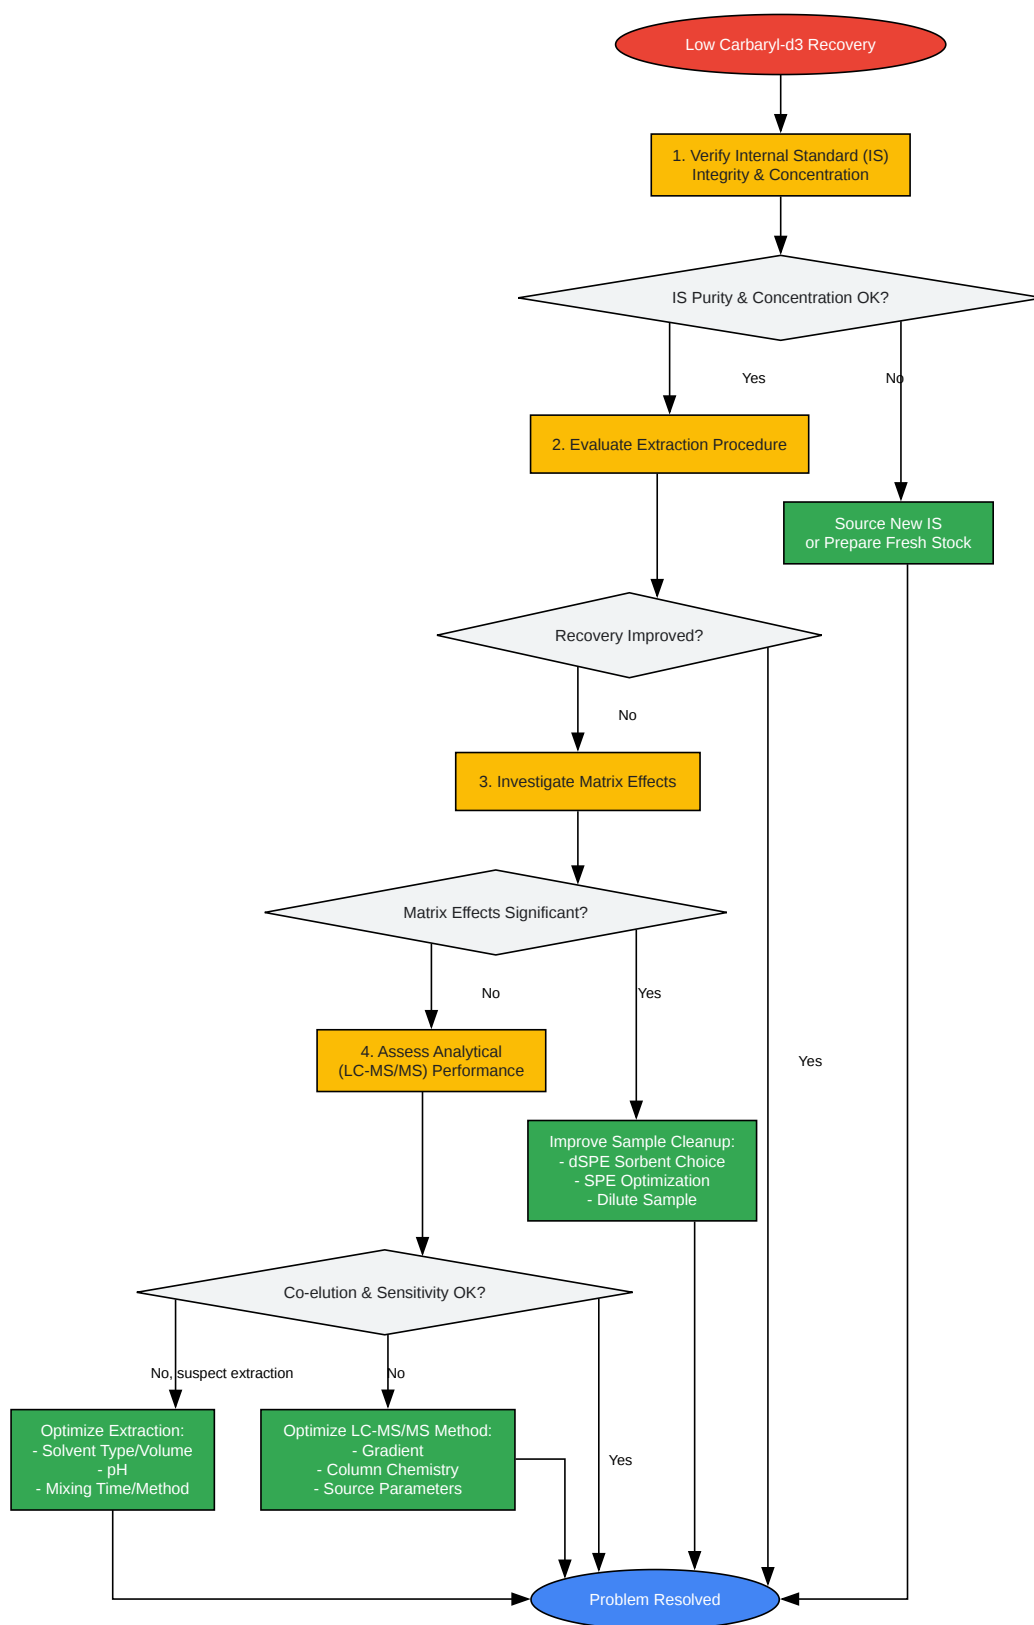 Low Carbaryl-d3 Recovery
1. Verify Internal Standard (IS)
Integrity & Concentration
IS Purity & Concentration OK?
Yes
No
2. Evaluate Extraction Procedure
Source New IS
or Prepare Fresh Stock
Recovery Improved?
No
3. Investigate Matrix Effects
Matrix Effects Significant?
No
Yes
4. Assess Analytical
(LC-MS/MS) Performance
Yes
Improve Sample Cleanup:
- dSPE Sorbent Choice
- SPE Optimization
- Dilute Sample
Co-elution & Sensitivity OK?
No, suspect extraction
No
Optimize Extraction:
- Solvent Type/Volume
- pH
- Mixing Time/Method
Optimize LC-MS/MS Method:
- Gradient
- Column Chemistry
- Source Parameters
Yes
Problem Resolved